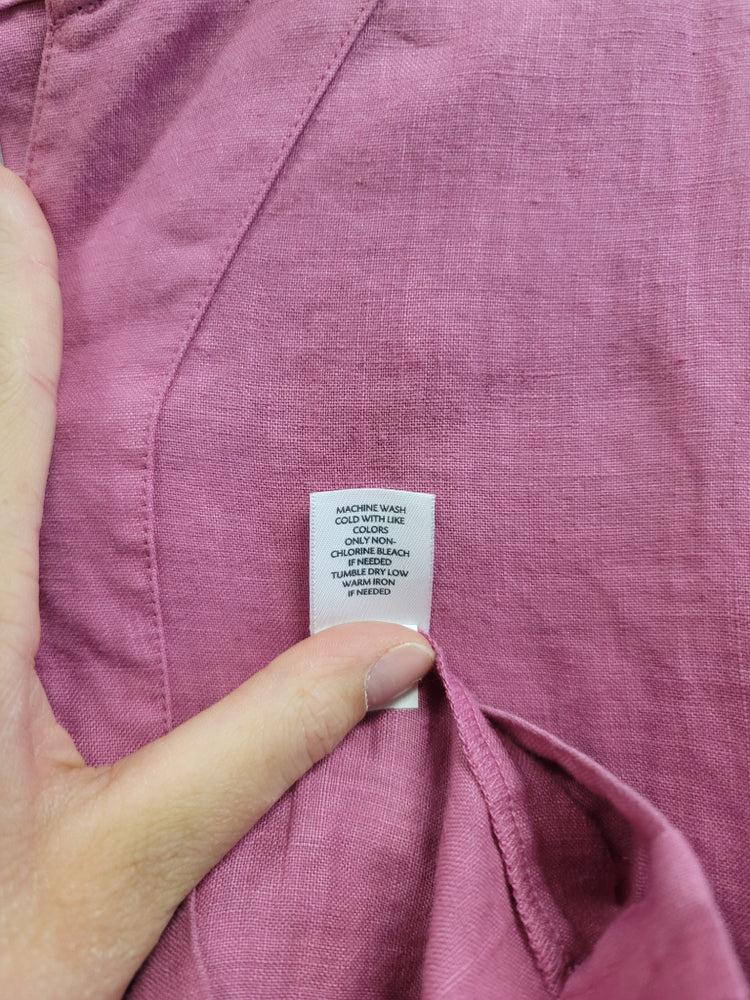 MACHINE WASH
COLD WITH LIKE
COLORS
ONLY NON-
CHLORINE BLEACH
IF NEEDED
TUMBLE DRY LOW
WARM IRON
IF NEEDED